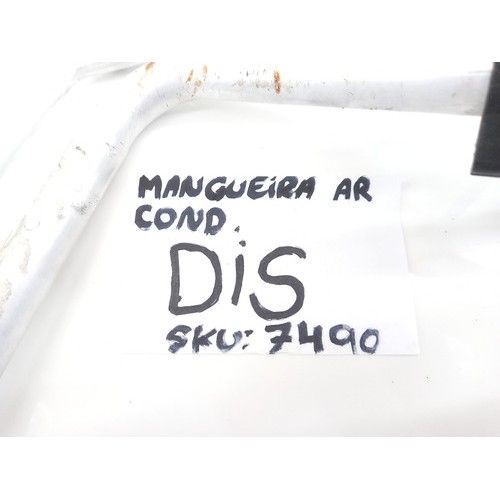 MANGUEIRA AR
COND.
DiS
SKU: 7490